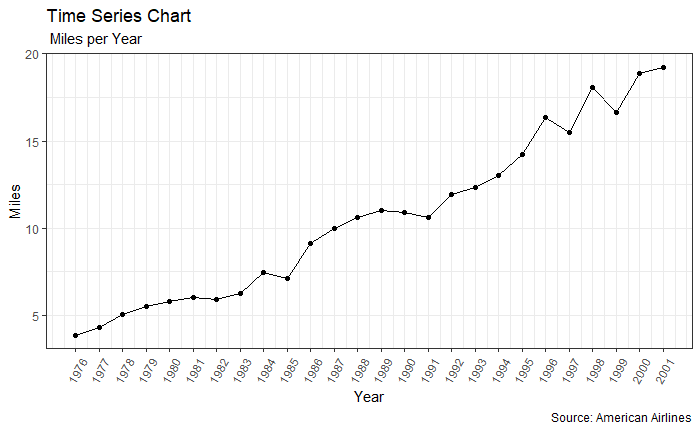 Time Series Chart
Miles per Year
20
15
10
5
Miles
1976 1977 1978 1979 1980 1981 1982 1983 1984 1985 1986 1987 1988 1989 1990 1991 1992 1993 1994 1995 1996 1997 1998 1999 2000 2001
Year
Source: American Airlines